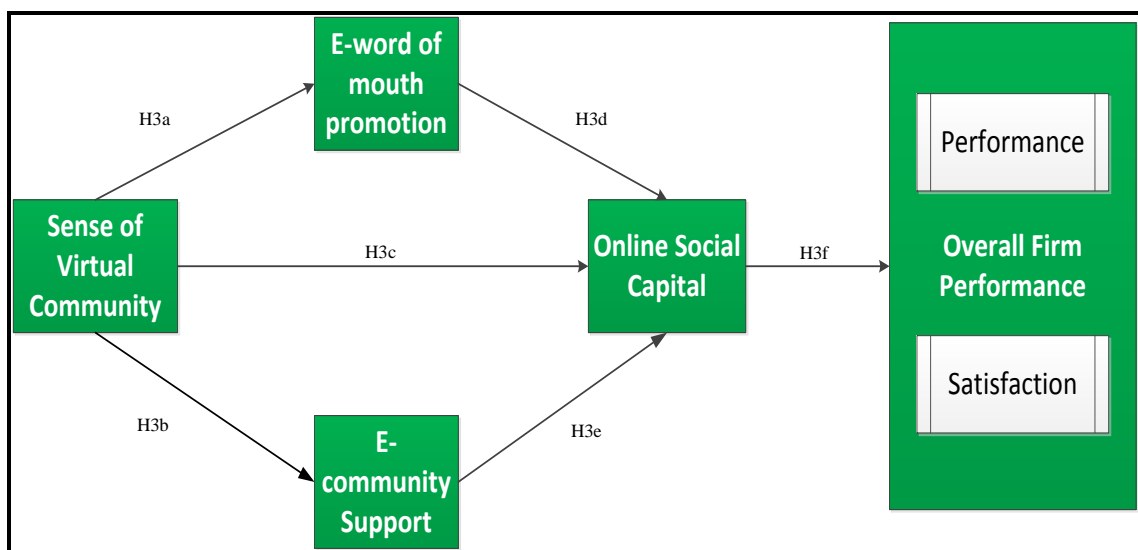 E-word of
mouth
promotion
H3a
H3d
Sense of
Virtual
Community
H3c
Online Social
Capital
H3f
Performance
Overall Firm
Performance
Satisfaction
H3b
H3e
E-
community
Support